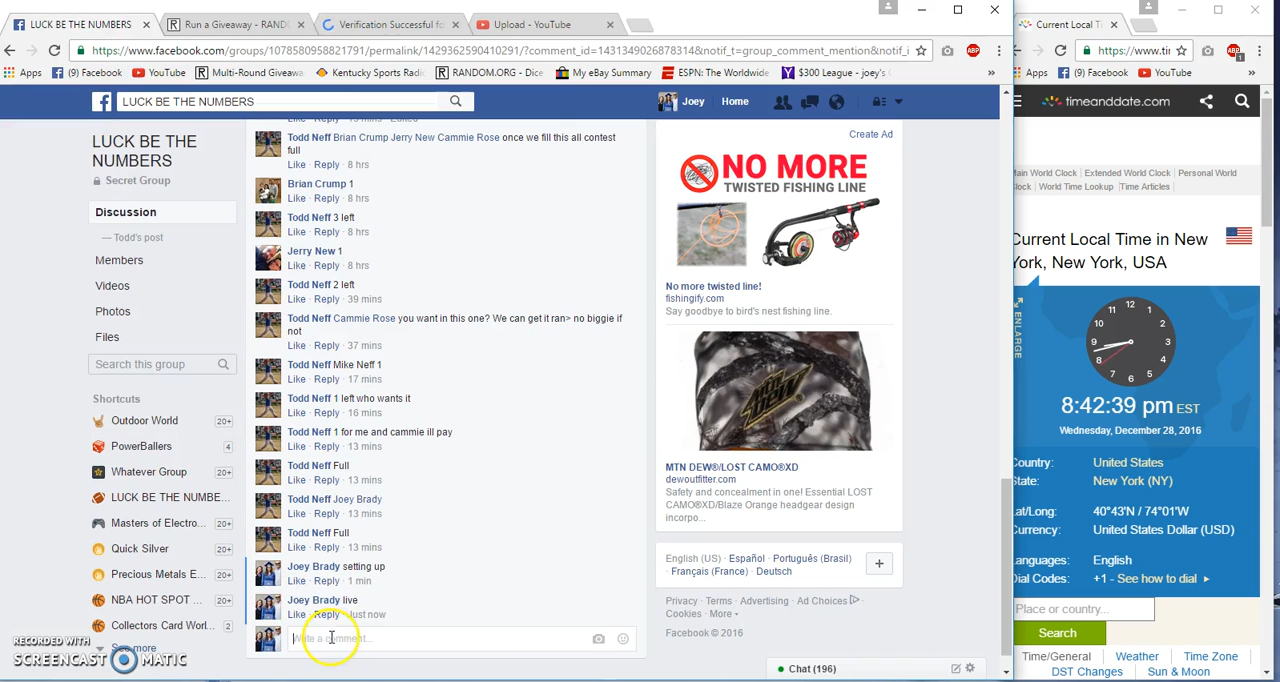 LUCK BE THE NUMBERS
Run a Giveaway - RAND
Verification Successful fo
Upload - YouTube
Current Local T
https://www.facebook.com/groups/1078580958821791/permalink/1429362590410291/?comment_id=1431349026878314&notif_t=group_comment_mention&notif_i
https://www.ti
Apps
(9) Facebook
YouTube
Multi-Round Giveawa
Kentucky Sports Radi
RANDOM.ORG - Dice
My eBay Summary
ESPN: The Worldwide
$300 League - joey's
Apps
(9) Facebook
YouTube
LUCK BE THE NUMBERS
Joey
Home
timeanddate.com
LUCK BE THE
NUMBERS
Secret Group
Discussion
— Todd's post
Members
Videos
Photos
Files
Search this group
Shortcuts
Outdoor World 20+
PowerBallers 4
Whatever Group 20+
LUCK BE THE NUMBE... 20+
Masters of Electro... 20+
Quick Silver 20+
Precious Metals E... 20+
NBA HOT SPOT ... 20+
Collectors Card Worl... 2
See more
Todd Neff Brian Crump Jerry New Cammie Rose once we fill this all contest
full
Like · Reply · 8 hrs
Brian Crump 1
Like · Reply · 8 hrs
Todd Neff 3 left
Like · Reply · 8 hrs
Jerry New 1
Like · Reply · 8 hrs
Todd Neff 2 left
Like · Reply · 39 mins
Todd Neff Cammie Rose you want in this one? We can get it ran> no biggie if
not
Like · Reply · 37 mins
Todd Neff Mike Neff 1
Like · Reply · 17 mins
Todd Neff 1 left who wants it
Like · Reply · 16 mins
Todd Neff 1 for me and cammie ill pay
Like · Reply · 13 mins
Todd Neff Full
Like · Reply · 13 mins
Todd Neff Joey Brady
Like · Reply · 13 mins
Todd Neff Full
Like · Reply · 13 mins
Joey Brady setting up
Like · Reply · 1 min
Joey Brady live
Like · Reply · Just now
Write a comment...
Create Ad
NO MORE
TWISTED FISHING LINE
No more twisted line!
fishingify.com
Say goodbye to bird's nest fishing line.
MTN DEW®/LOST CAMO®XD
dewoutfitter.com
Safety and concealment in one! Essential LOST
CAMO®XD/Blaze Orange headgear design
incorpo...
English (US) · Español · Português (Brasil)
· Français (France) · Deutsch
Privacy · Terms · Advertising · Ad Choices
Cookies · More
Facebook © 2016
Chat (196)
Main World Clock | Extended World Clock | Personal World
Clock | World Time Lookup | Time Articles
Current Local Time in New
York, New York, USA
ENLARGE
12
1
2
3
4
5
6
7
8
9
10
11
8:42:39 pm EST
Wednesday, December 28, 2016
Country: United States
State: New York (NY)
Lat/Long: 40°43'N / 74°01'W
Currency: United States Dollar (USD)
Languages: English
Dial Codes: +1 - See how to dial
Place or country...
Search
Time/General
Weather
Time Zone
DST Changes
Sun & Moon
RECORDED WITH
SCREENCAST MATIC